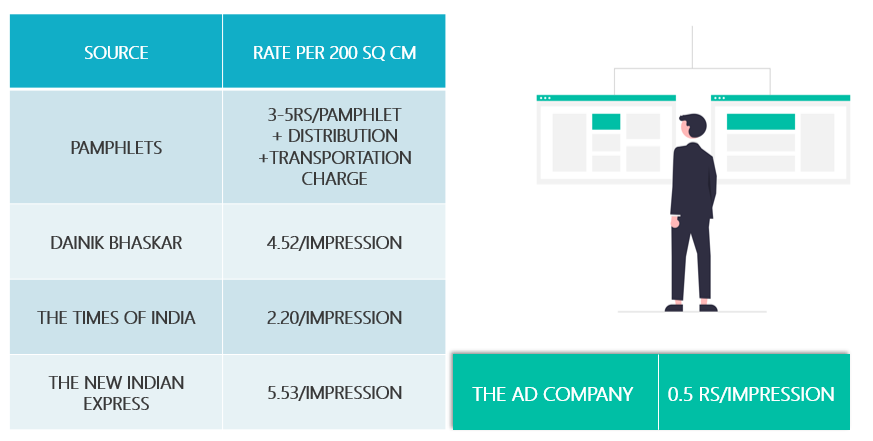 SOURCE
RATE PER 200 SQ CM
PAMPHLETS
3-5RS/PAMPHLET
+ DISTRIBUTION
+TRANSPORTATION
CHARGE
DAINIK BHASKAR
4.52/IMPRESSION
THE TIMES OF INDIA
2.20/IMPRESSION
THE NEW INDIAN
EXPRESS
5.53/IMPRESSION
THE AD COMPANY
0.5 RS/IMPRESSION